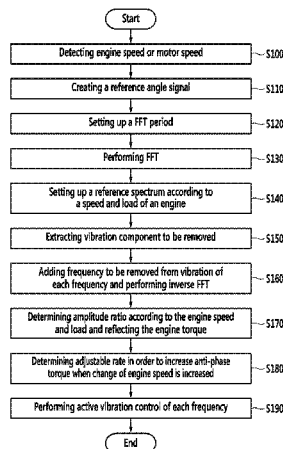 Start
Detecting engine speed or motor speed
S100
Creating a reference angle signal
S110
Setting up a FFT period
S120
Performing FFT
S130
Setting up a reference spectrum according to
a speed and load of an engine
S140
Extracting vibration component to be removed
S150
Adding frequency to be removed from vibration of
each frequency and performing inverse FFT
S160
Determining amplitude ratio according to the engine speed
and load and reflecting the engine torque
S170
Determining adjustable rate in order to increase anti-phase
torque when change of engine speed is increased
S180
Performing active vibration control of each frequency
S190
End